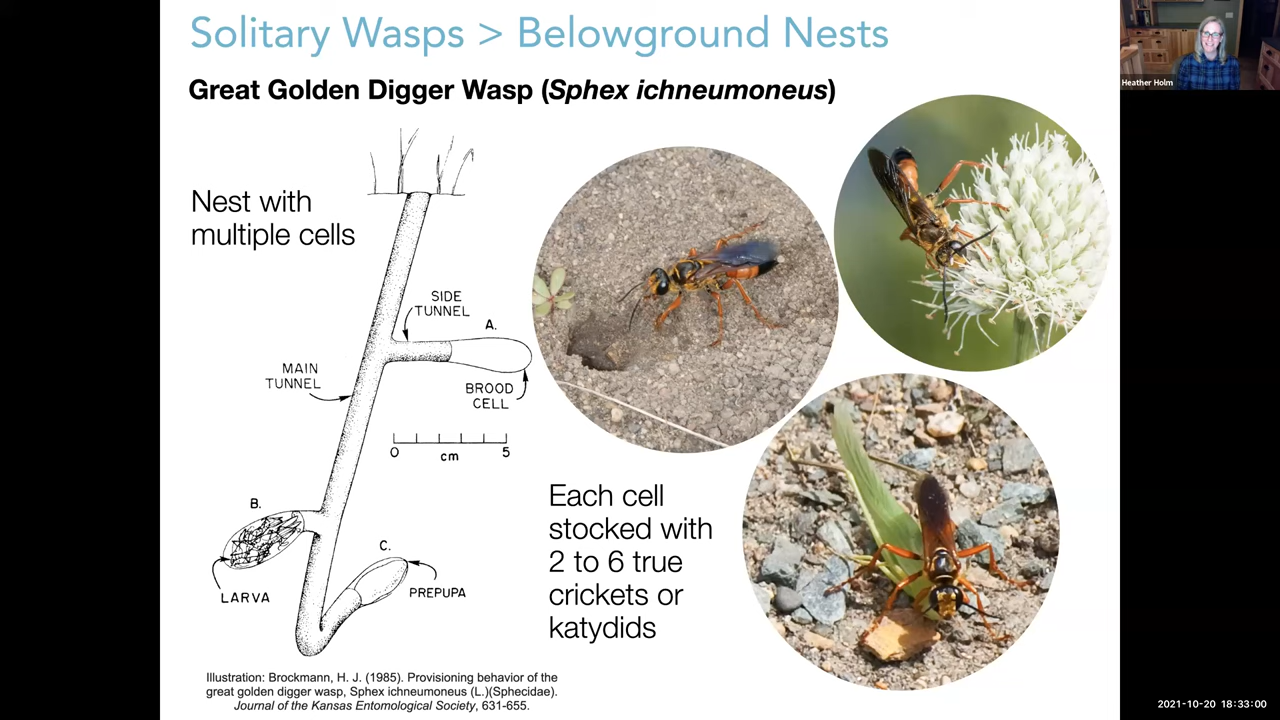 Solitary Wasps > Belowground Nests
Heather Holm
Great Golden Digger Wasp (Sphex ichneumoneus)
Nest with
multiple cells
SIDE
TUNNEL
A.
MAIN
TUNNEL
BROOD
CELL
0 5
cm
B.
LARVA
C.
PREPUPA
Each cell
stocked with
2 to 6 true
crickets or
katydids
Illustration: Brockmann, H. J. (1985). Provisioning behavior of the
great golden digger wasp, Sphex ichneumoneus (L.)(Sphecidae).
Journal of the Kansas Entomological Society, 631-655.
2021-10-20 18:33:00